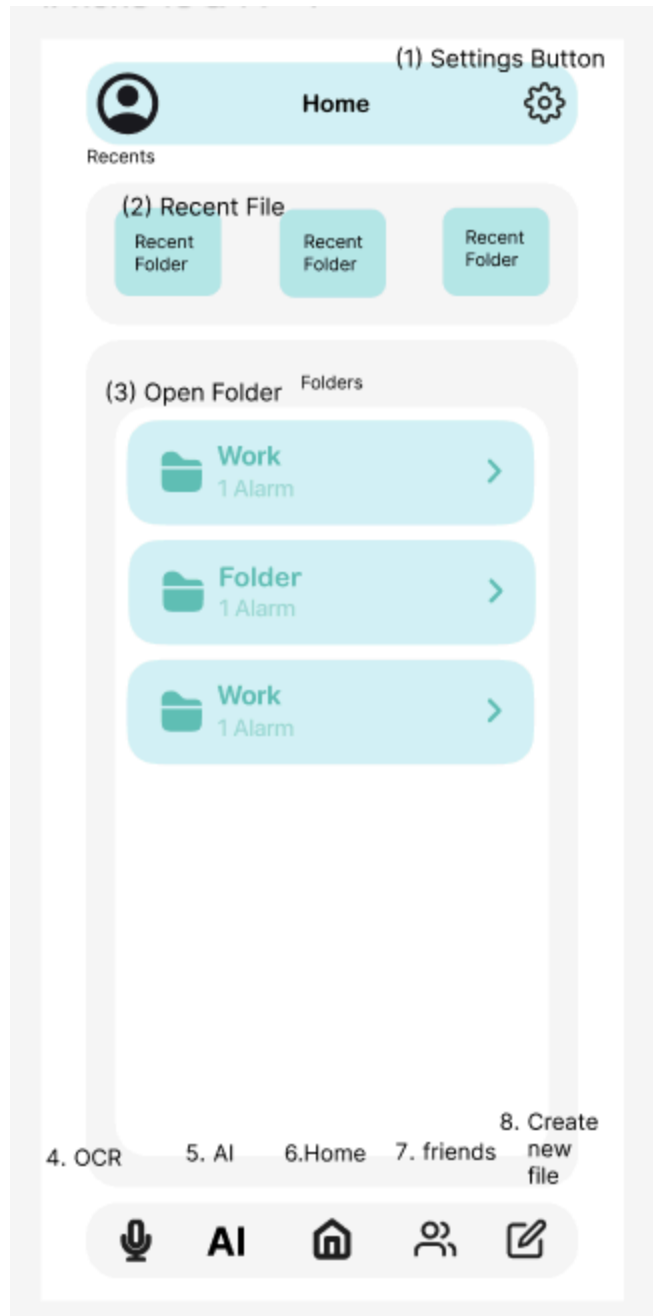 (1) Settings Button
Home
Recents
(2) Recent File
Recent
Folder
Recent
Folder
Recent
Folder
(3) Open Folder
Folders
Work
1 Alarm
Folder
1 Alarm
Work
1 Alarm
4. OCR
5. AI
6.Home
7. friends
8. Create
new
file
AI